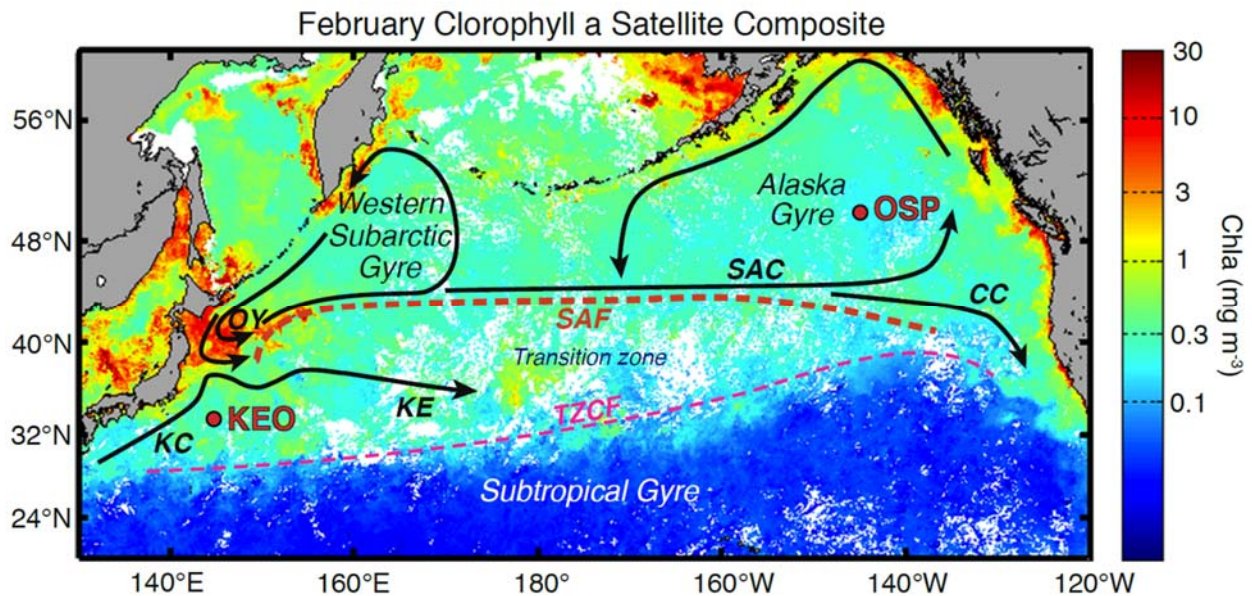 February Clorophyll a Satellite Composite
56°N
48°N
40°N
32°N
24°N
140°E
160°E
180°
160°W
140°W
120°W
Western
Subarctic
Gyre
Alaska
Gyre
OSP
SAC
CC
OY
SAF
Transition zone
KE
TZCF
KEO
KC
Subtropical Gyre
30
10
3
1
0.3
0.1
Chla (mg m⁻³)